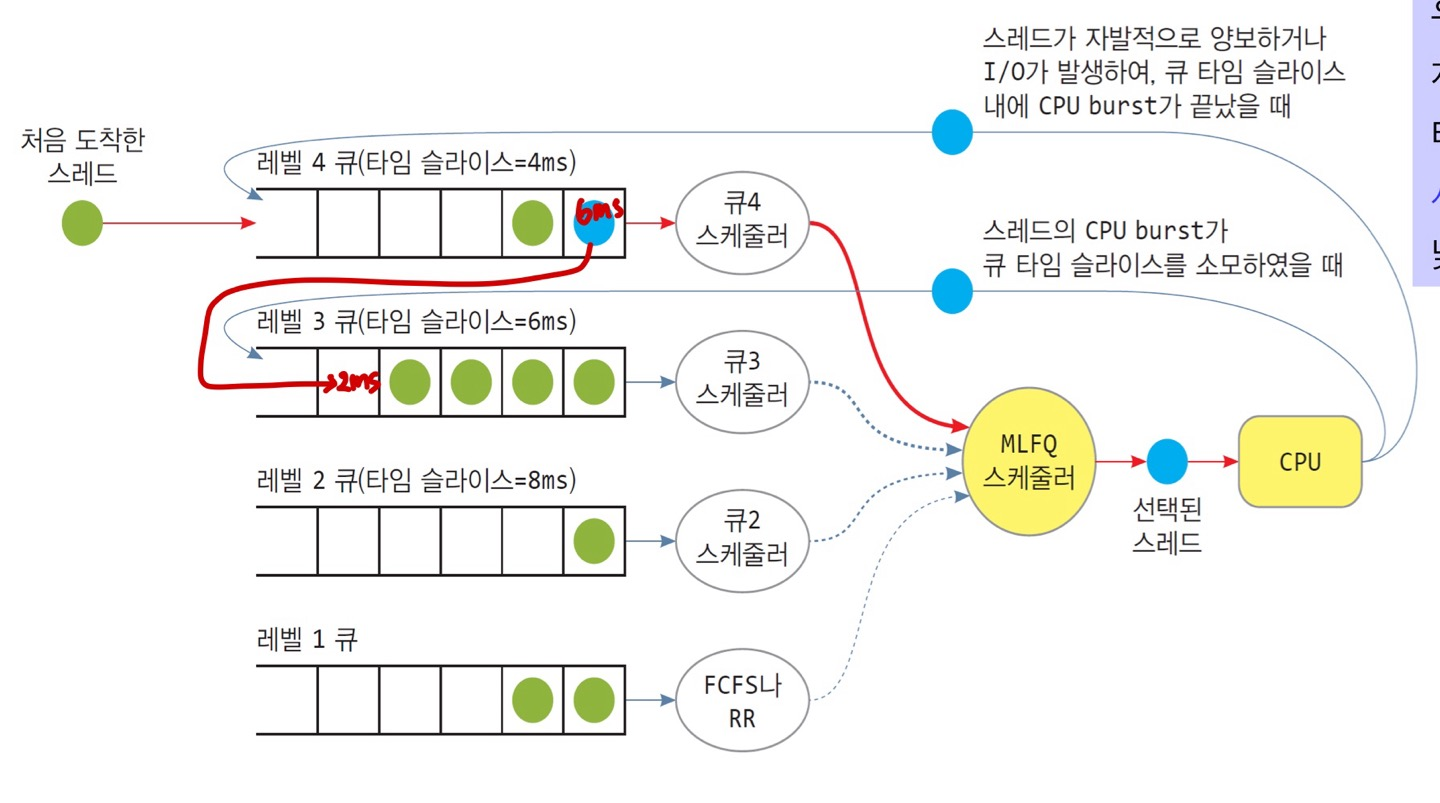 스레드가 자발적으로 양보하거나
I/O가 발생하여, 큐 타임 슬라이스
내에 CPU burst가 끝났을 때
처음 도착한
스레드
레벨 4 큐(타임 슬라이스=4ms)
6ms
큐4
스케줄러
스레드의 CPU burst가
큐 타임 슬라이스를 소모하였을 때
레벨 3 큐(타임 슬라이스=6ms)
2ms
큐3
스케줄러
MLFQ
스케줄러
CPU
선택된
스레드
레벨 2 큐(타임 슬라이스=8ms)
큐2
스케줄러
레벨 1 큐
FCFS나
RR